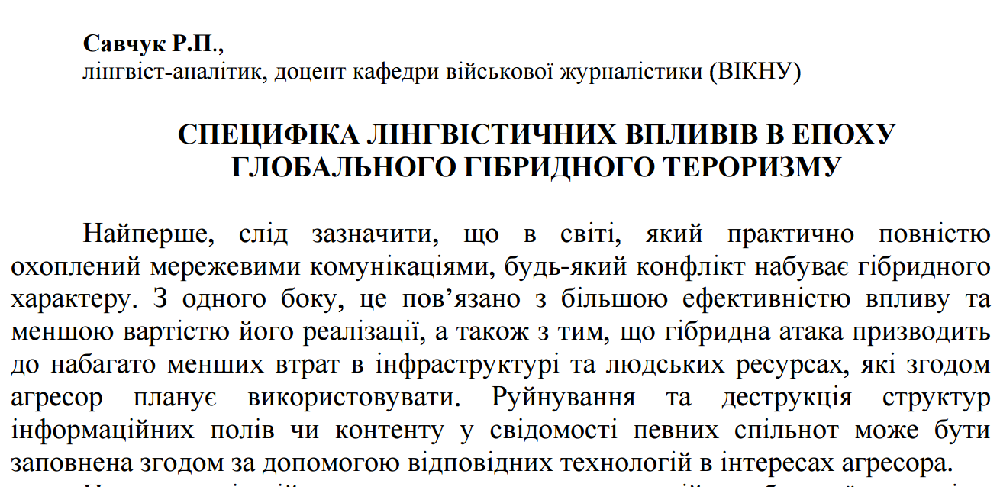 Савчук Р.П.,
лінгвіст-аналітик, доцент кафедри військової журналістики (ВІКНУ)
СПЕЦИФІКА ЛІНГВІСТИЧНИХ ВПЛИВІВ В ЕПОХУ
ГЛОБАЛЬНОГО ГІБРИДНОГО ТЕРОРИЗМУ
Найперше, слід зазначити, що в світі, який практично повністю
охоплений мережевими комунікаціями, будь-який конфлікт набуває гібридного
характеру. З одного боку, це пов’язано з більшою ефективністю впливу та
меншою вартістю його реалізації, а також з тим, що гібридна атака призводить
до набагато менших втрат в інфраструктурі та людських ресурсах, які згодом
агресор планує використовувати. Руйнування та деструкція структур
інформаційних полів чи контенту у свідомості певних спільнот може бути
заповнена згодом за допомогою відповідних технологій в інтересах агресора.